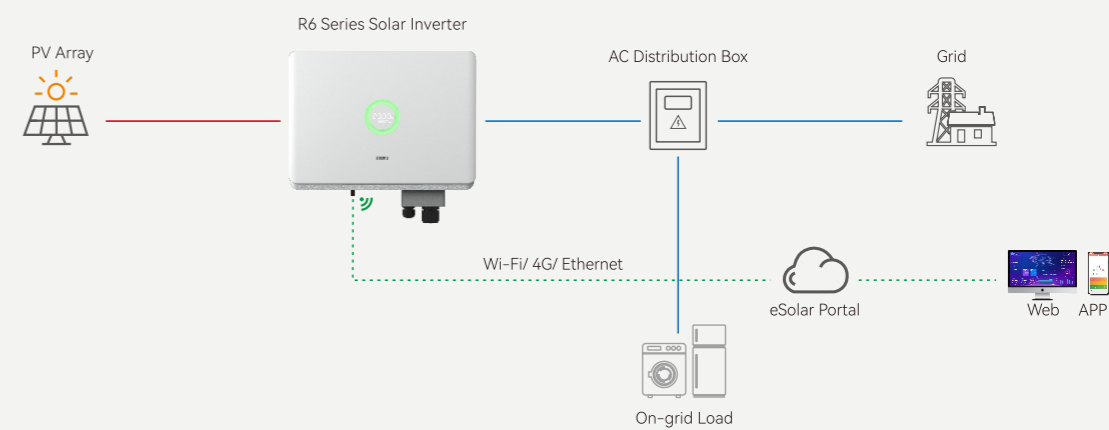 R6 Series Solar Inverter
PV Array
AC Distribution Box
Grid
Wi-Fi/ 4G/ Ethernet
eSolar Portal
Web
APP
On-grid Load